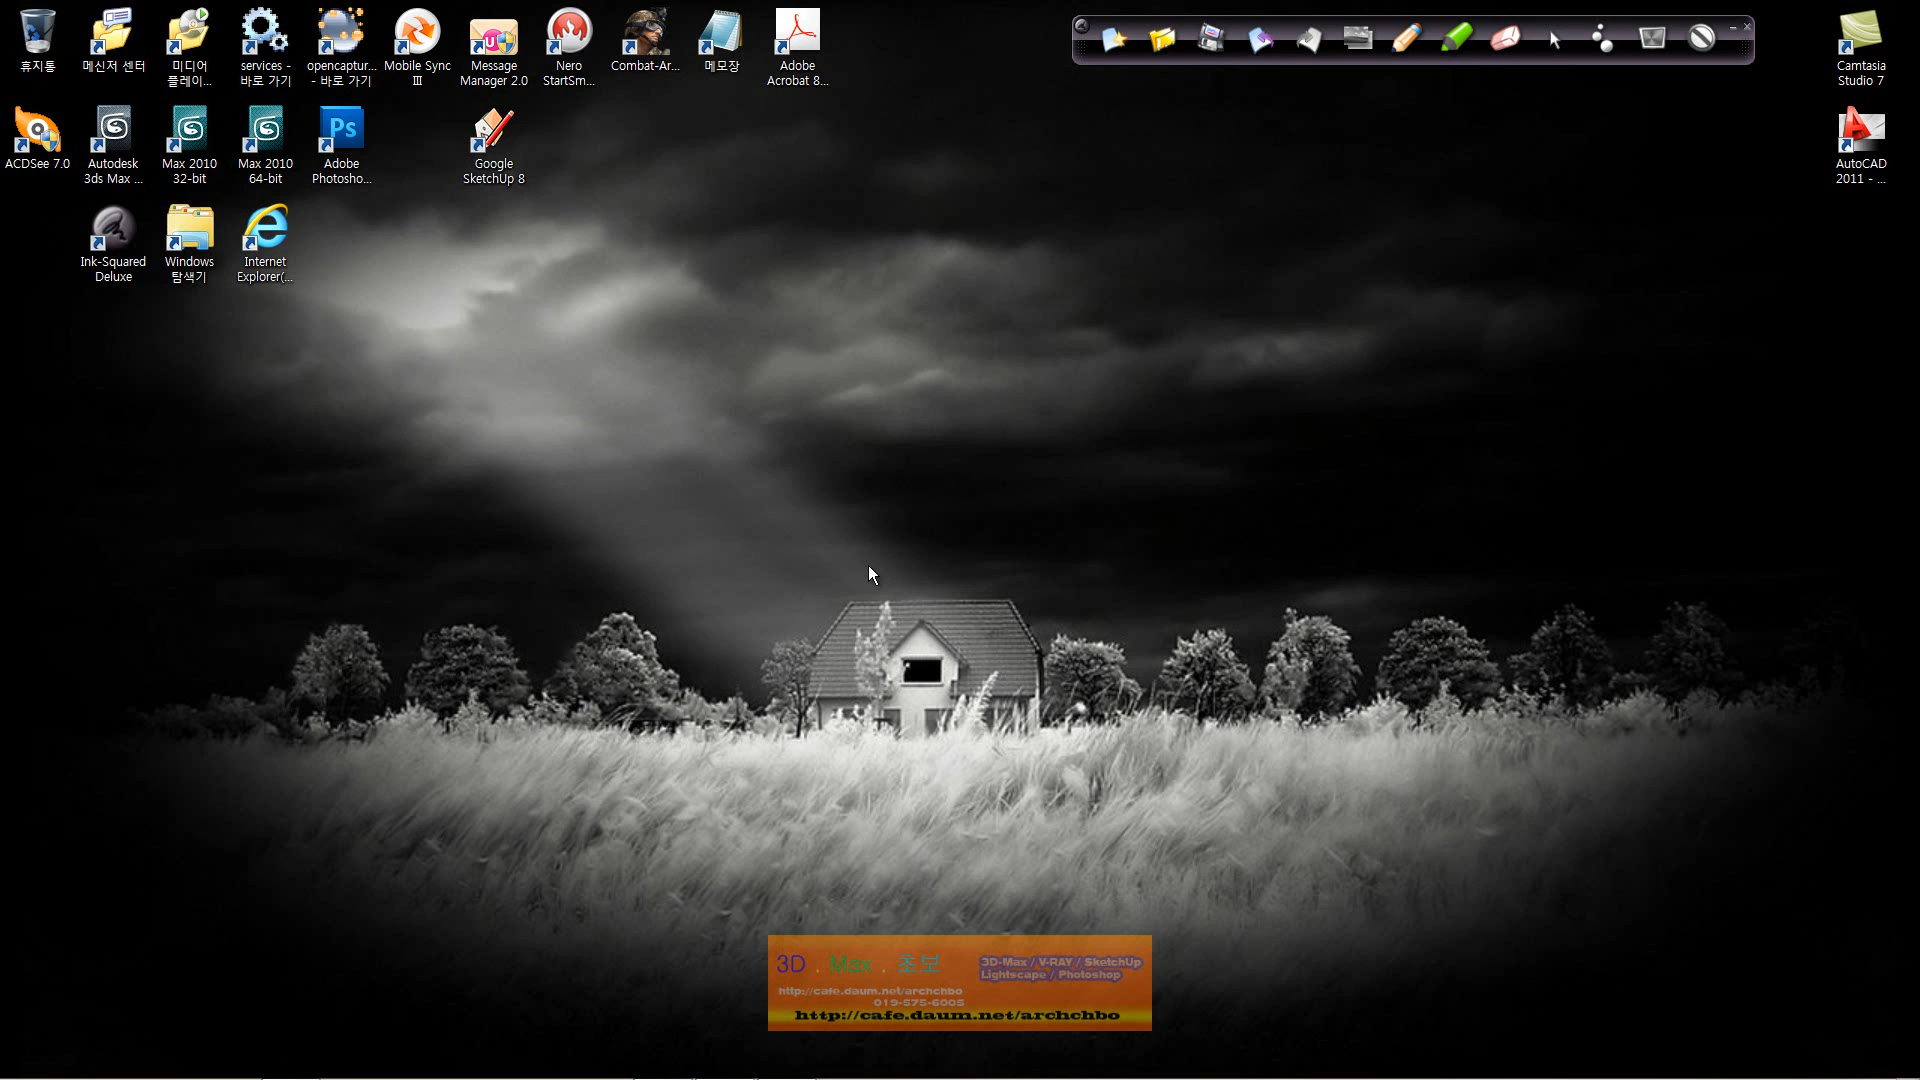 휴지통
메신저 센터
미디어
플레이...
services -
바로 가기
opencaptur...
- 바로 가기
Mobile Sync
III
Message
Manager 2.0
Nero
StartSm...
Combat-Ar...
메모장
Adobe
Acrobat 8...
Camtasia
Studio 7
ACDSee 7.0
Autodesk
3ds Max ...
Max 2010
32-bit
Max 2010
64-bit
Ps
Adobe
Photosho...
Google
SketchUp 8
AutoCAD
2011 - ...
Ink-Squared
Deluxe
Windows
탐색기
Internet
Explorer(...
3D . Max . 초보
3D-Max / V-RAY / SketchUp
Lightscape / Photoshop
http://cafe.daum.net/archchbo
019-575-6005
http://cafe.daum.net/archchbo